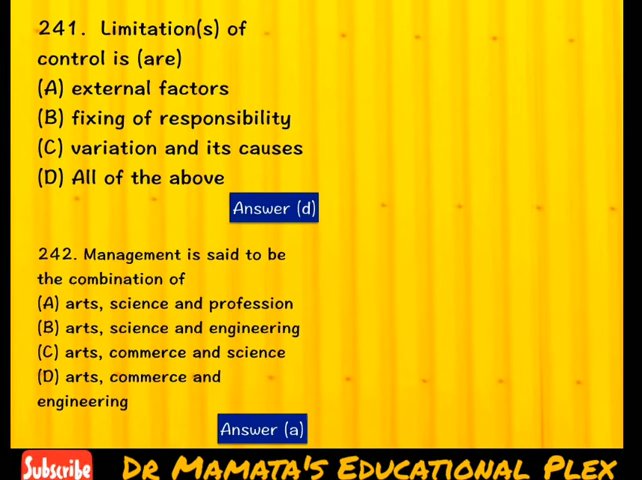 241. Limitation(s) of
control is (are)
(A) external factors
(B) fixing of responsibility
(C) variation and its causes
(D) All of the above
Answer (d)
242. Management is said to be
the combination of
(A) arts, science and profession
(B) arts, science and engineering
(C) arts, commerce and science
(D) arts, commerce and
engineering
Answer (a)
Subscribe DR MAMATA'S EDUCATIONAL PLEX